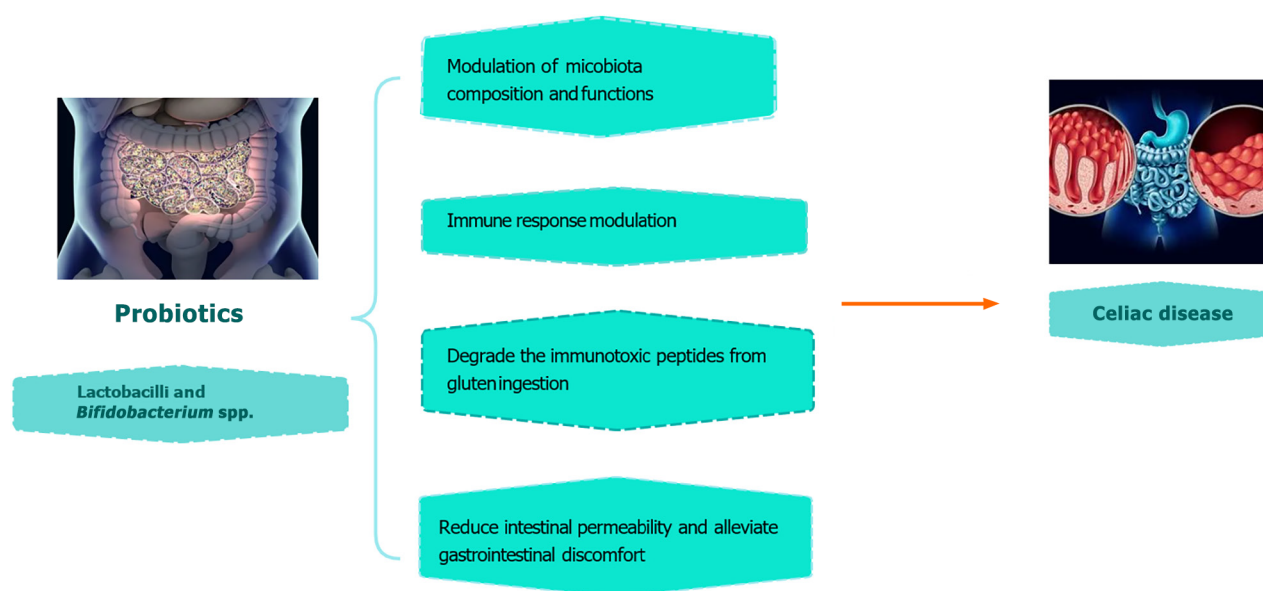 Probiotics
Lactobacilli and
Bifidobacterium spp.
Modulation of micobiota
composition and functions
Immune response modulation
Degrade the immunotoxic peptides from
gluten ingestion
Reduce intestinal permeability and alleviate
gastrointestinal discomfort
Celiac disease